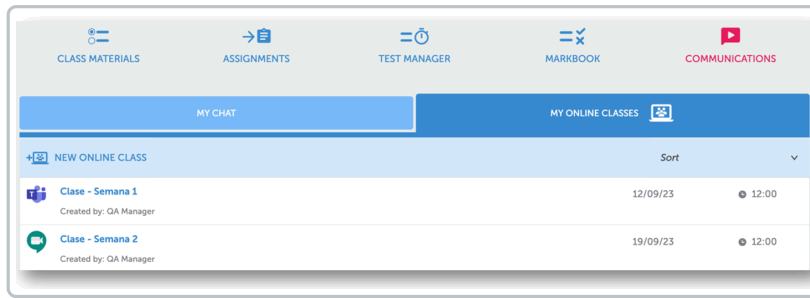 CLASS MATERIALS
ASSIGNMENTS
TEST MANAGER
MARKBOOK
COMMUNICATIONS
MY CHAT
MY ONLINE CLASSES
NEW ONLINE CLASS
Sort
Clase - Semana 1
12/09/23
12:00
Created by: QA Manager
Clase - Semana 2
19/09/23
12:00
Created by: QA Manager